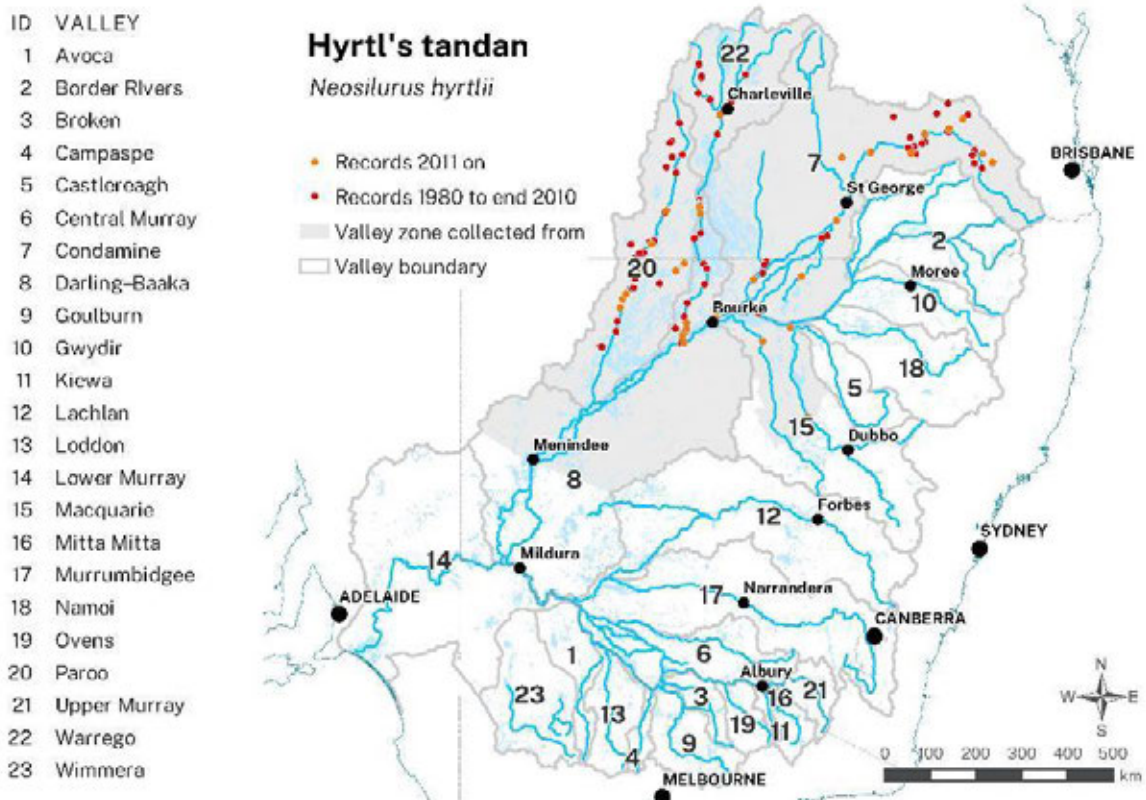 ID VALLEY
1 Avoca
2 Border RIvers
3 Broken
4 Campaspe
5 Castlereagh
6 Central Murray
7 Condamine
8 Darling–Baaka
9 Goulburn
10 Gwydir
11 Kiewa
12 Lachlan
13 Loddon
14 Lower Murray
15 Macquarie
16 Mitta Mitta
17 Murrumbidgee
18 Namoi
19 Ovens
20 Paroo
21 Upper Murray
22 Warrego
23 Wimmera
Hyrtl's tandan
Neosilurus hyrtlii
Records 2011 on
Records 1980 to end 2010
Valley zone collected from
Valley boundary
22
Charleville
BRISBANE
7
St George
2
20
Moree
10
Bourke
18
5
15
Dubbo
Menindee
8
Forbes
12
SYDNEY
Mildura
14
ADELAIDE
17
Narrandera
CANBERRA
1
6
Albury
23
3
16
21
13
19
11
9
4
MELBOURNE
N
W E
S
0 100 200 300 400 500
km